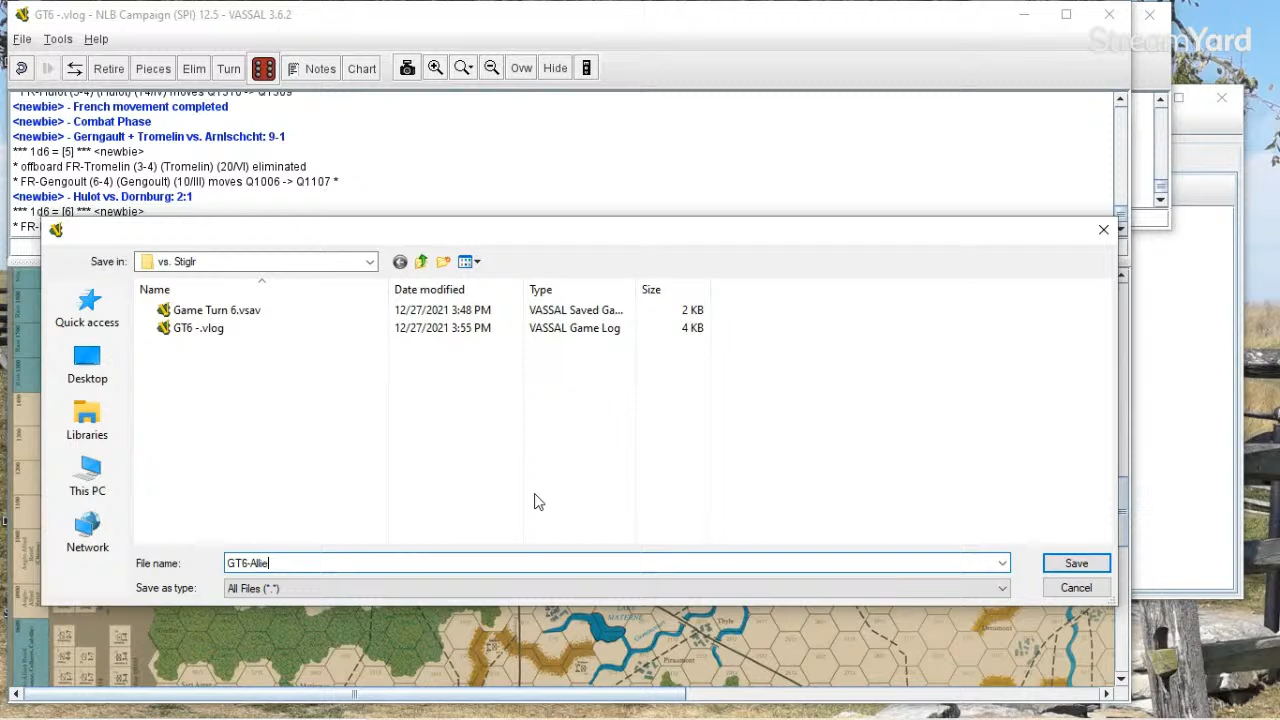 GT6 -.vlog - NLB Campaign (SPI) 12.5 - VASSAL 3.6.2
StreamYard
File Tools Help
Retire Pieces Elim Turn Notes Chart Ovw Hide
<newbie> - French movement completed
<newbie> - Combat Phase
<newbie> - Gerngault + Tromelin vs. Arnlschcht: 9-1
*** 1d6 = [5] *** <newbie>
* offboard FR-Tromelin (3-4) (Tromelin) (20/VI) eliminated
* FR-Gengoult (6-4) (Gengoult) (10/III) moves Q1006 -> Q1107 *
<newbie> - Hulot vs. Dornburg: 2:1
*** 1d6 = [6] *** <newbie>
Save in: vs. Stiglr
Name Date modified Type Size
Game Turn 6.vsav 12/27/2021 3:48 PM VASSAL Saved Ga... 2 KB
GT6 -.vlog 12/27/2021 3:55 PM VASSAL Game Log 4 KB
Quick access
Desktop
Libraries
This PC
Network
File name: GT6-Allie Save
Save as type: All Files (*.*) Cancel